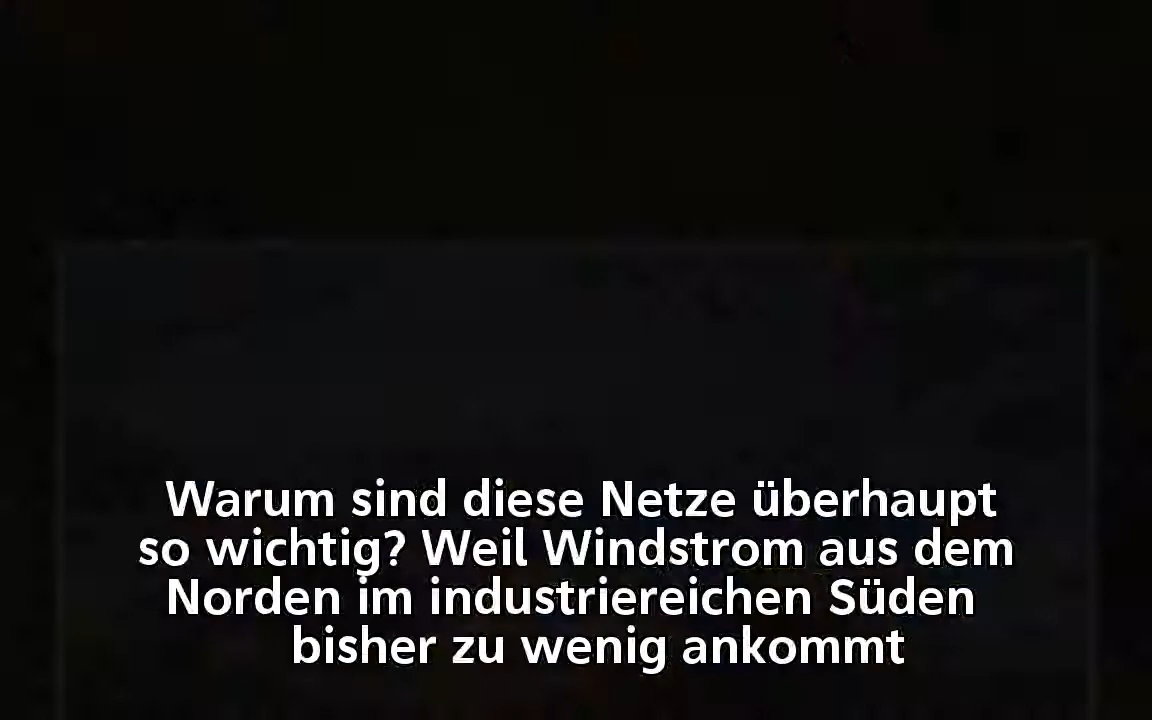 Warum sind diese Netze überhaupt
so wichtig? Weil Windstrom aus dem
Norden im industriereichen Süden
bisher zu wenig ankommt